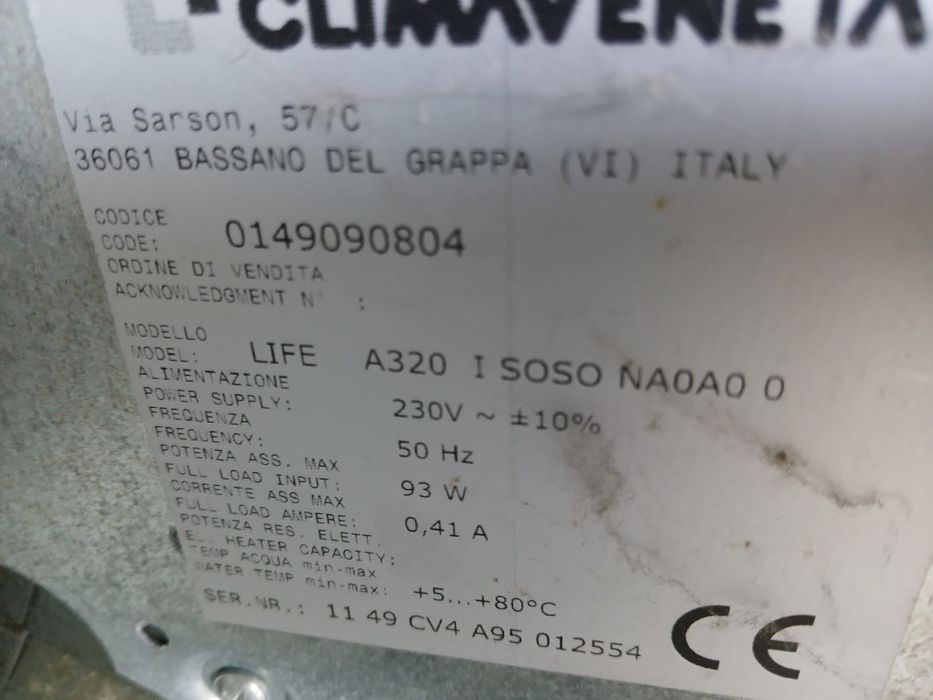 CLIMAVENETA
Via Sarson, 57/C
36061 BASSANO DEL GRAPPA (VI) ITALY
CODICE
CODE: 0149090804
ORDINE DI VENDITA
ACKNOWLEDGMENT N° :
MODELLO
MODEL: LIFE A320 I SOSO NA0A0 0
ALIMENTAZIONE
POWER SUPPLY: 230V ~ ±10%
FREQUENZA
FREQUENCY: 50 Hz
POTENZA ASS. MAX
FULL LOAD INPUT: 93 W
CORRENTE ASS MAX
FULL LOAD AMPERE: 0,41 A
POTENZA RES. ELETT.
EL. HEATER CAPACITY:
TEMP ACQUA min-max
WATER TEMP min-max: +5...+80°C
SER.NR.: 11 49 CV4 A95 012554
CE